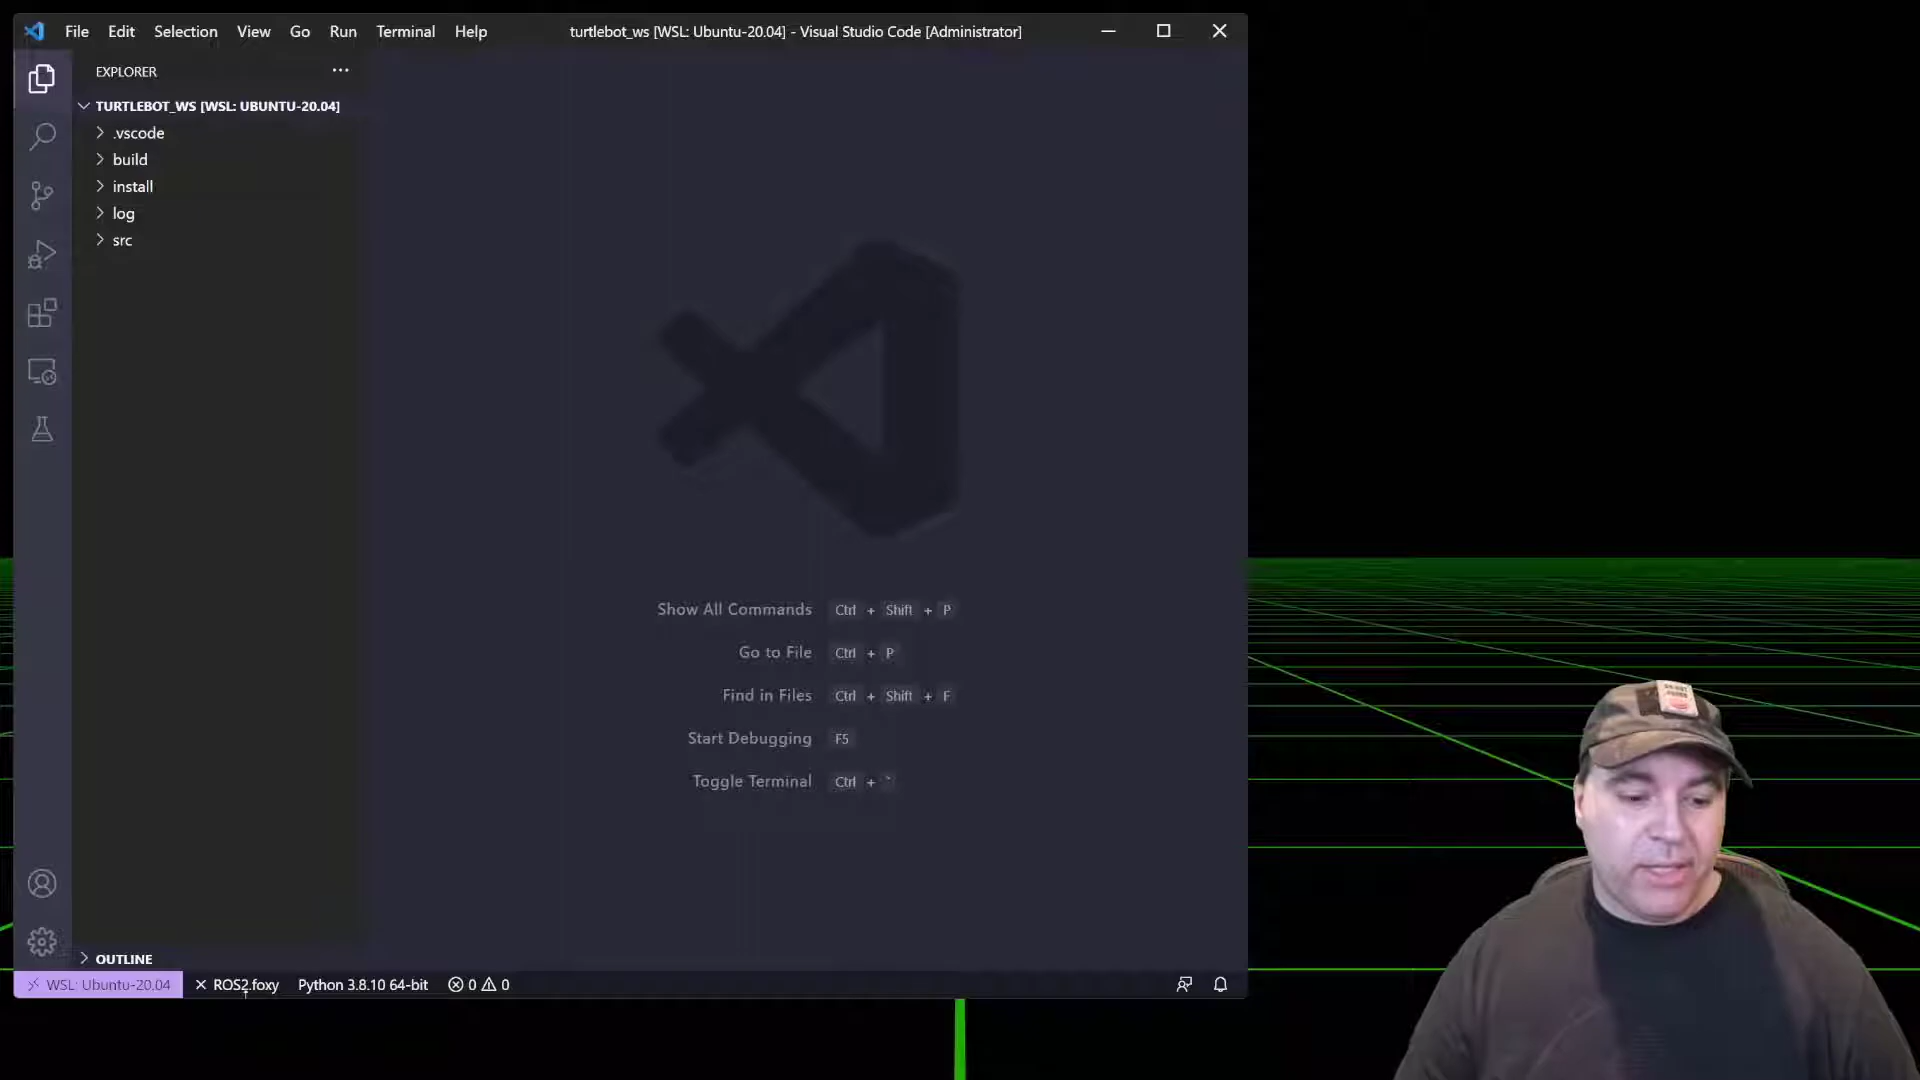 File Edit Selection View Go Run Terminal Help turtlebot_ws [WSL: Ubuntu-20.04] - Visual Studio Code [Administrator]
EXPLORER
TURTLEBOT_WS [WSL: UBUNTU-20.04]
.vscode
build
install
log
src
Show All Commands Ctrl + Shift + P
Go to File Ctrl + P
Find in Files Ctrl + Shift + F
Start Debugging F5
Toggle Terminal Ctrl + `
OUTLINE
WSL: Ubuntu-20.04 ROS2.foxy Python 3.8.10 64-bit 0 0